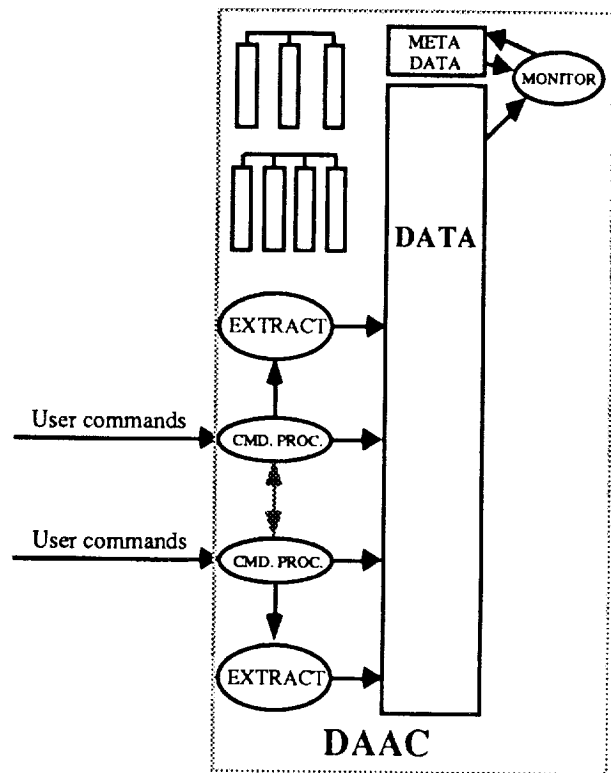 META
DATA
MONITOR
DATA
EXTRACT
User commands
CMD. PROC.
User commands
CMD. PROC.
EXTRACT
DAAC